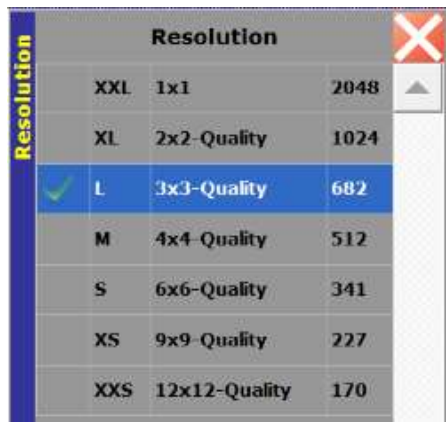 Resolution
Resolution
XXL 1x1 2048
XL 2x2-Quality 1024
L 3x3-Quality 682
M 4x4-Quality 512
S 6x6-Quality 341
XS 9x9-Quality 227
XXS 12x12-Quality 170